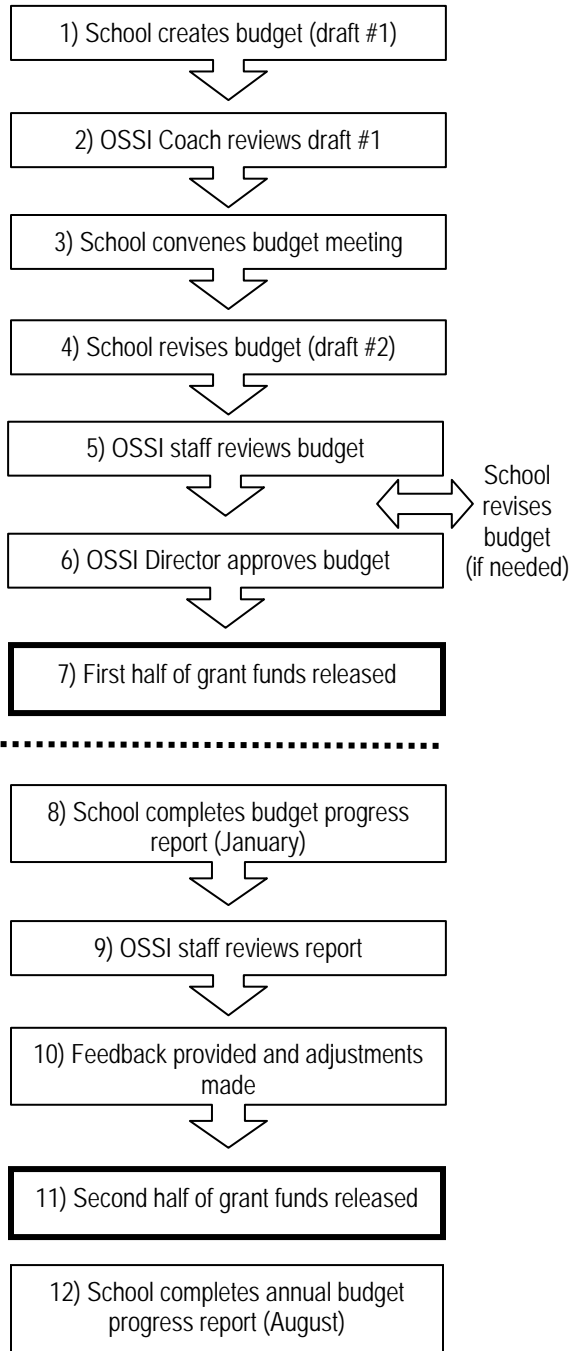 1) School creates budget (draft #1)
2) OSSI Coach reviews draft #1
3) School convenes budget meeting
4) School revises budget (draft #2)
5) OSSI staff reviews budget
School
revises
budget
(if needed)
6) OSSI Director approves budget
7) First half of grant funds released
8) School completes budget progress
report (January)
9) OSSI staff reviews report
10) Feedback provided and adjustments
made
11) Second half of grant funds released
12) School completes annual budget
progress report (August)